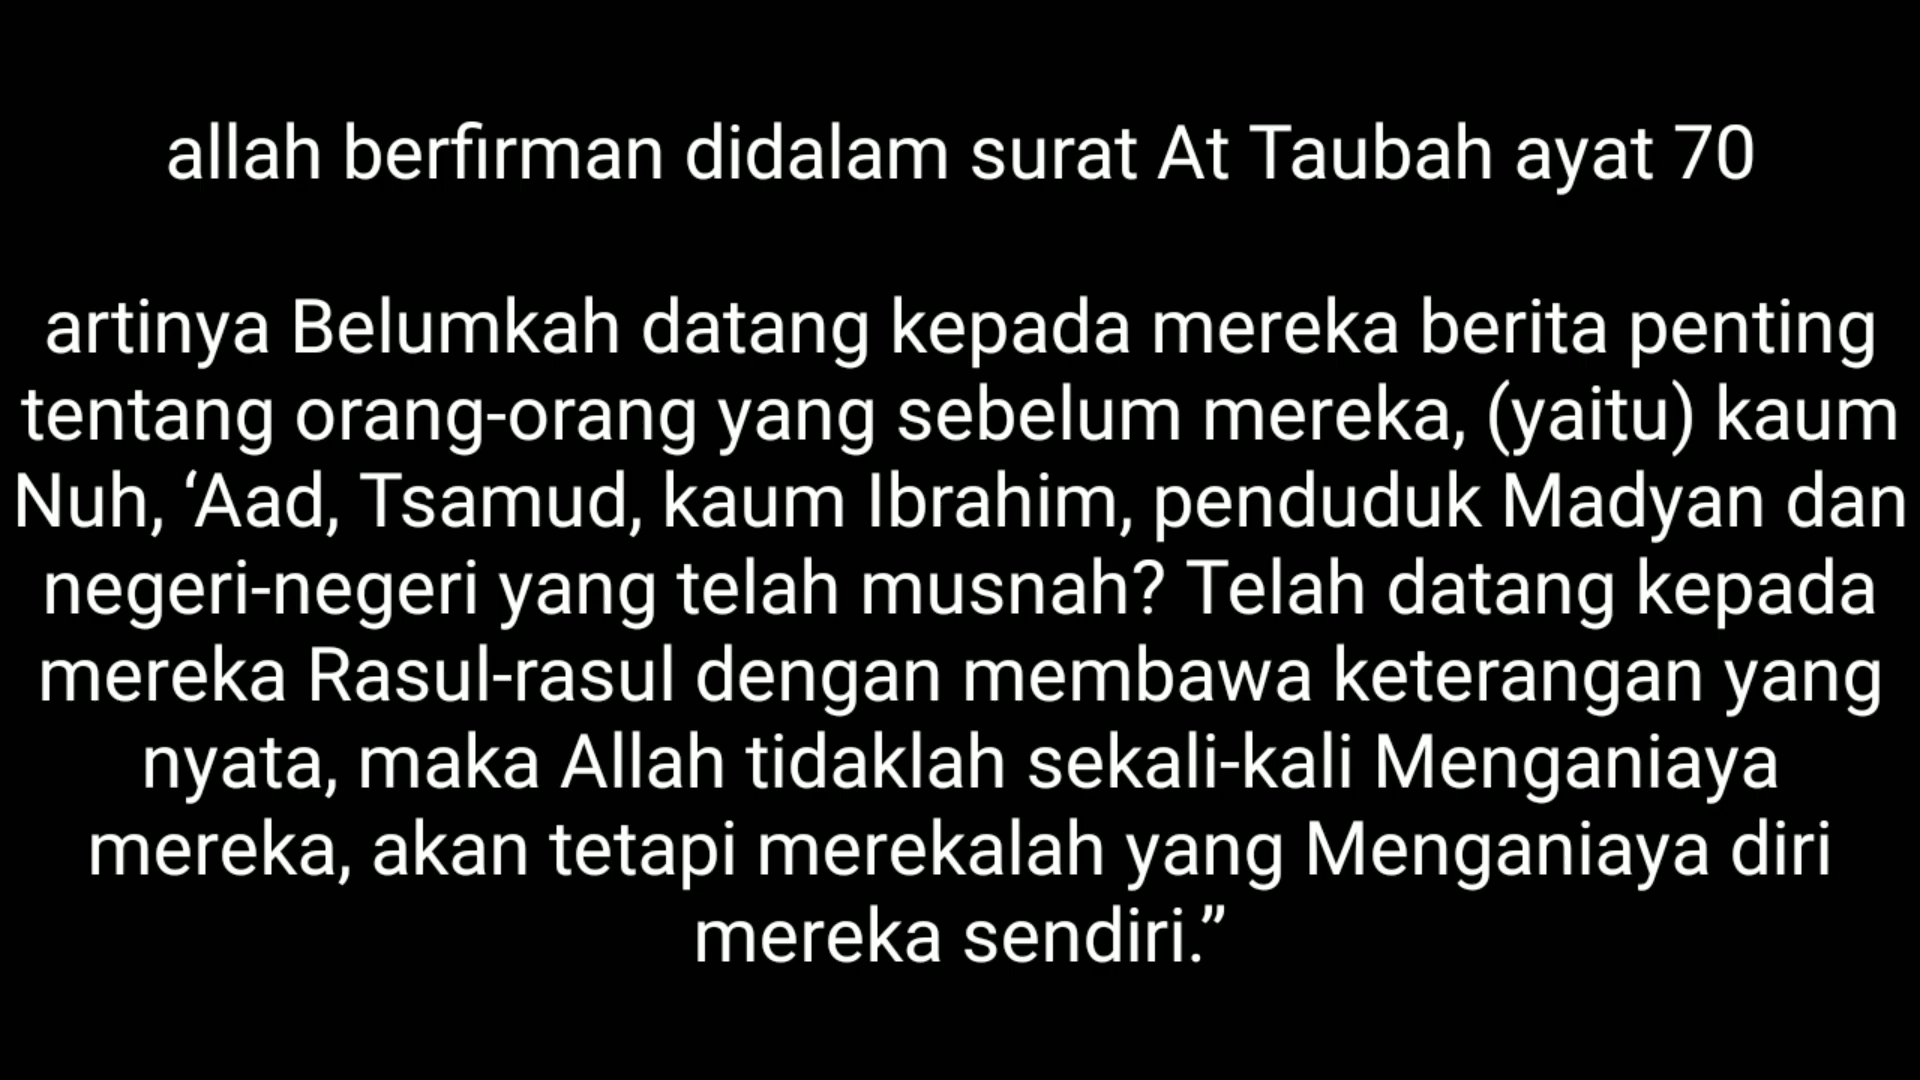 allah berfirman didalam surat At Taubah ayat 70
artinya Belumkah datang kepada mereka berita penting
tentang orang-orang yang sebelum mereka, (yaitu) kaum
Nuh, ‘Aad, Tsamud, kaum Ibrahim, penduduk Madyan dan
negeri-negeri yang telah musnah? Telah datang kepada
mereka Rasul-rasul dengan membawa keterangan yang
nyata, maka Allah tidaklah sekali-kali Menganiaya
mereka, akan tetapi merekalah yang Menganiaya diri
mereka sendiri.”